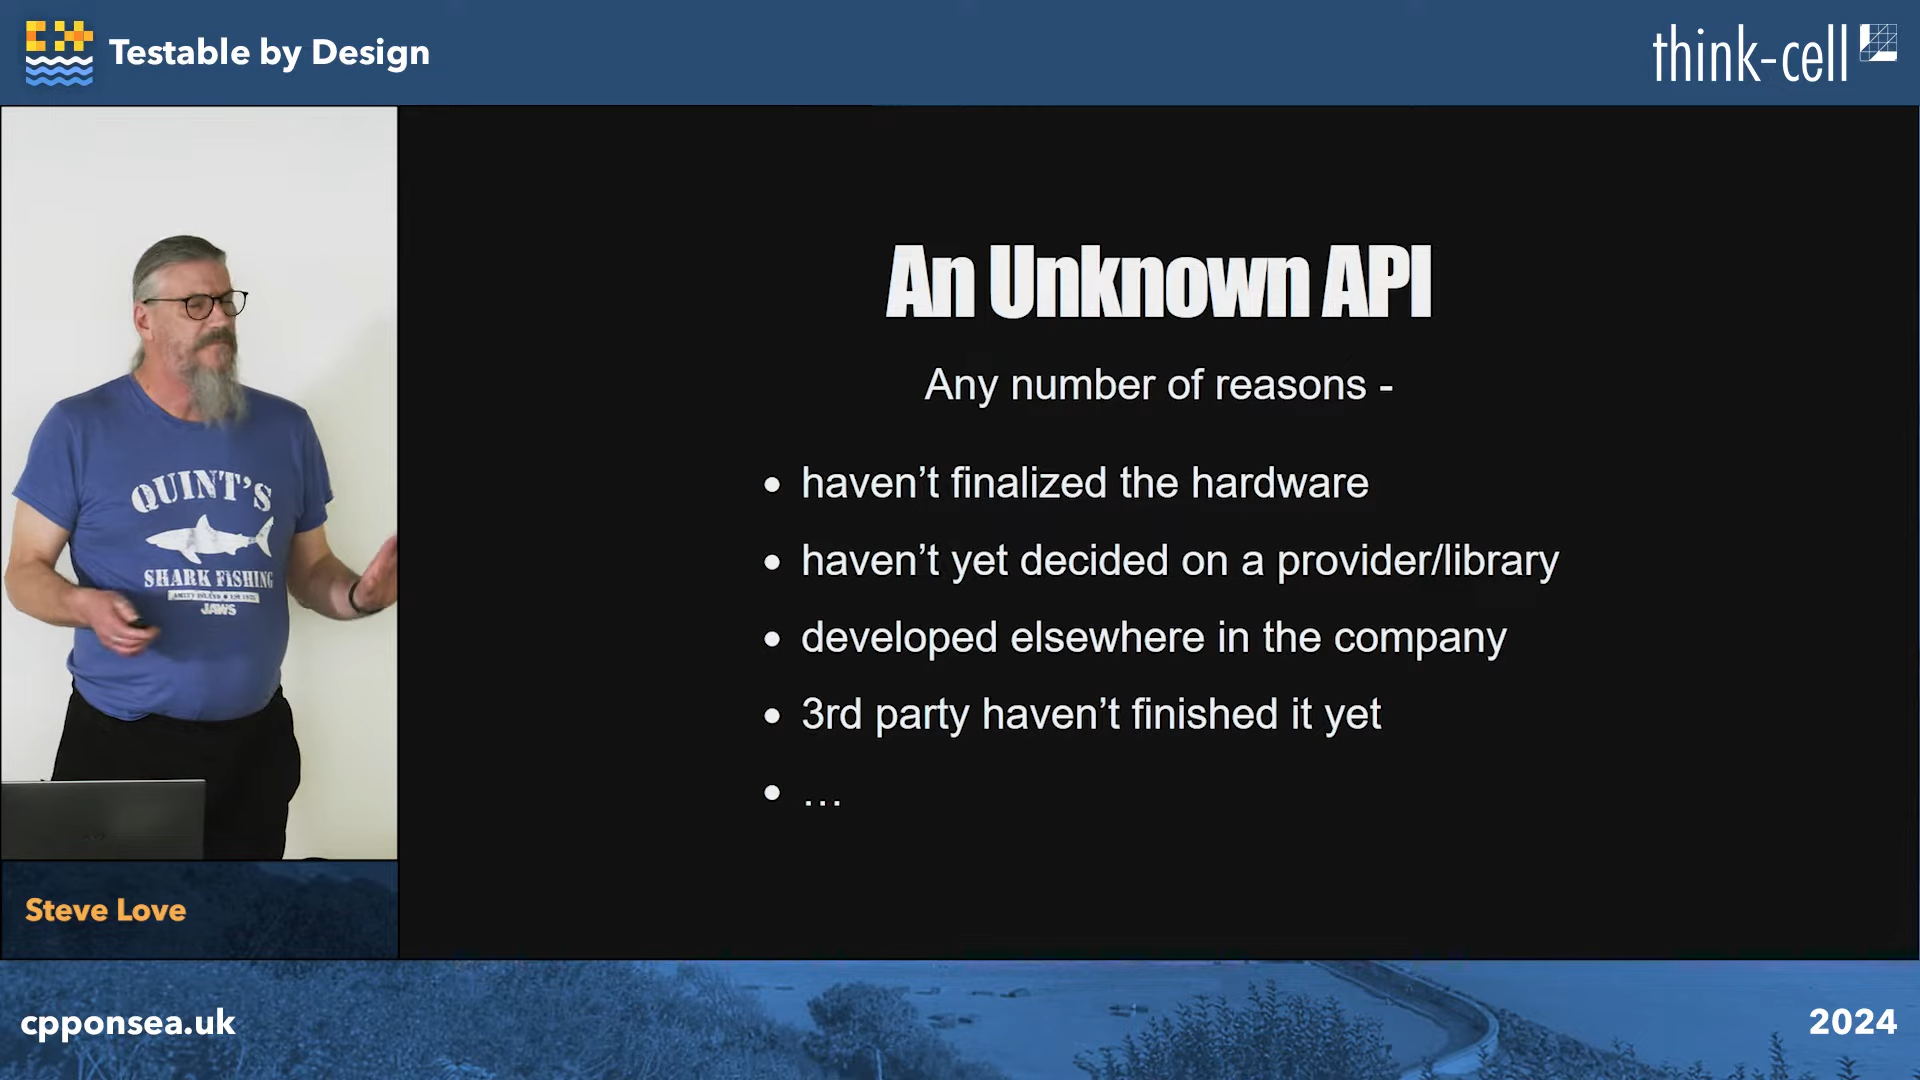 Testable by Design
think-cell
QUINT'S
SHARK FISHING
AMITY ISLAND
JAWS
An Unknown API
Any number of reasons -
• haven’t finalized the hardware
• haven’t yet decided on a provider/library
• developed elsewhere in the company
• 3rd party haven’t finished it yet
• ...
Steve Love
cpponsea.uk
2024